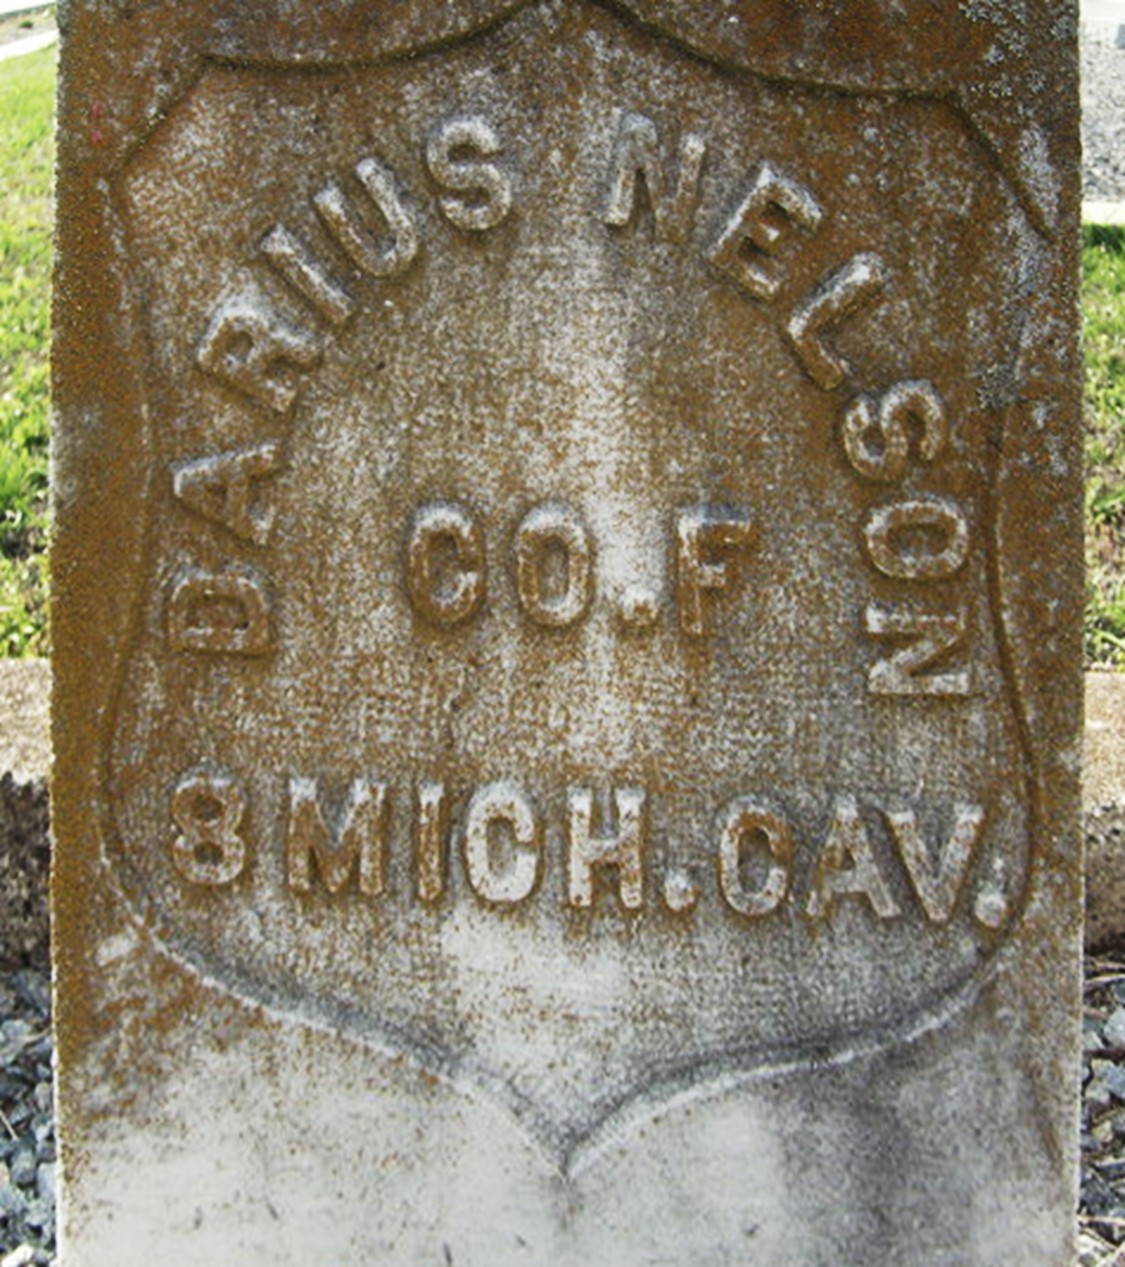 DARIUS NELSON
CO. F
8 MICH. CAV.